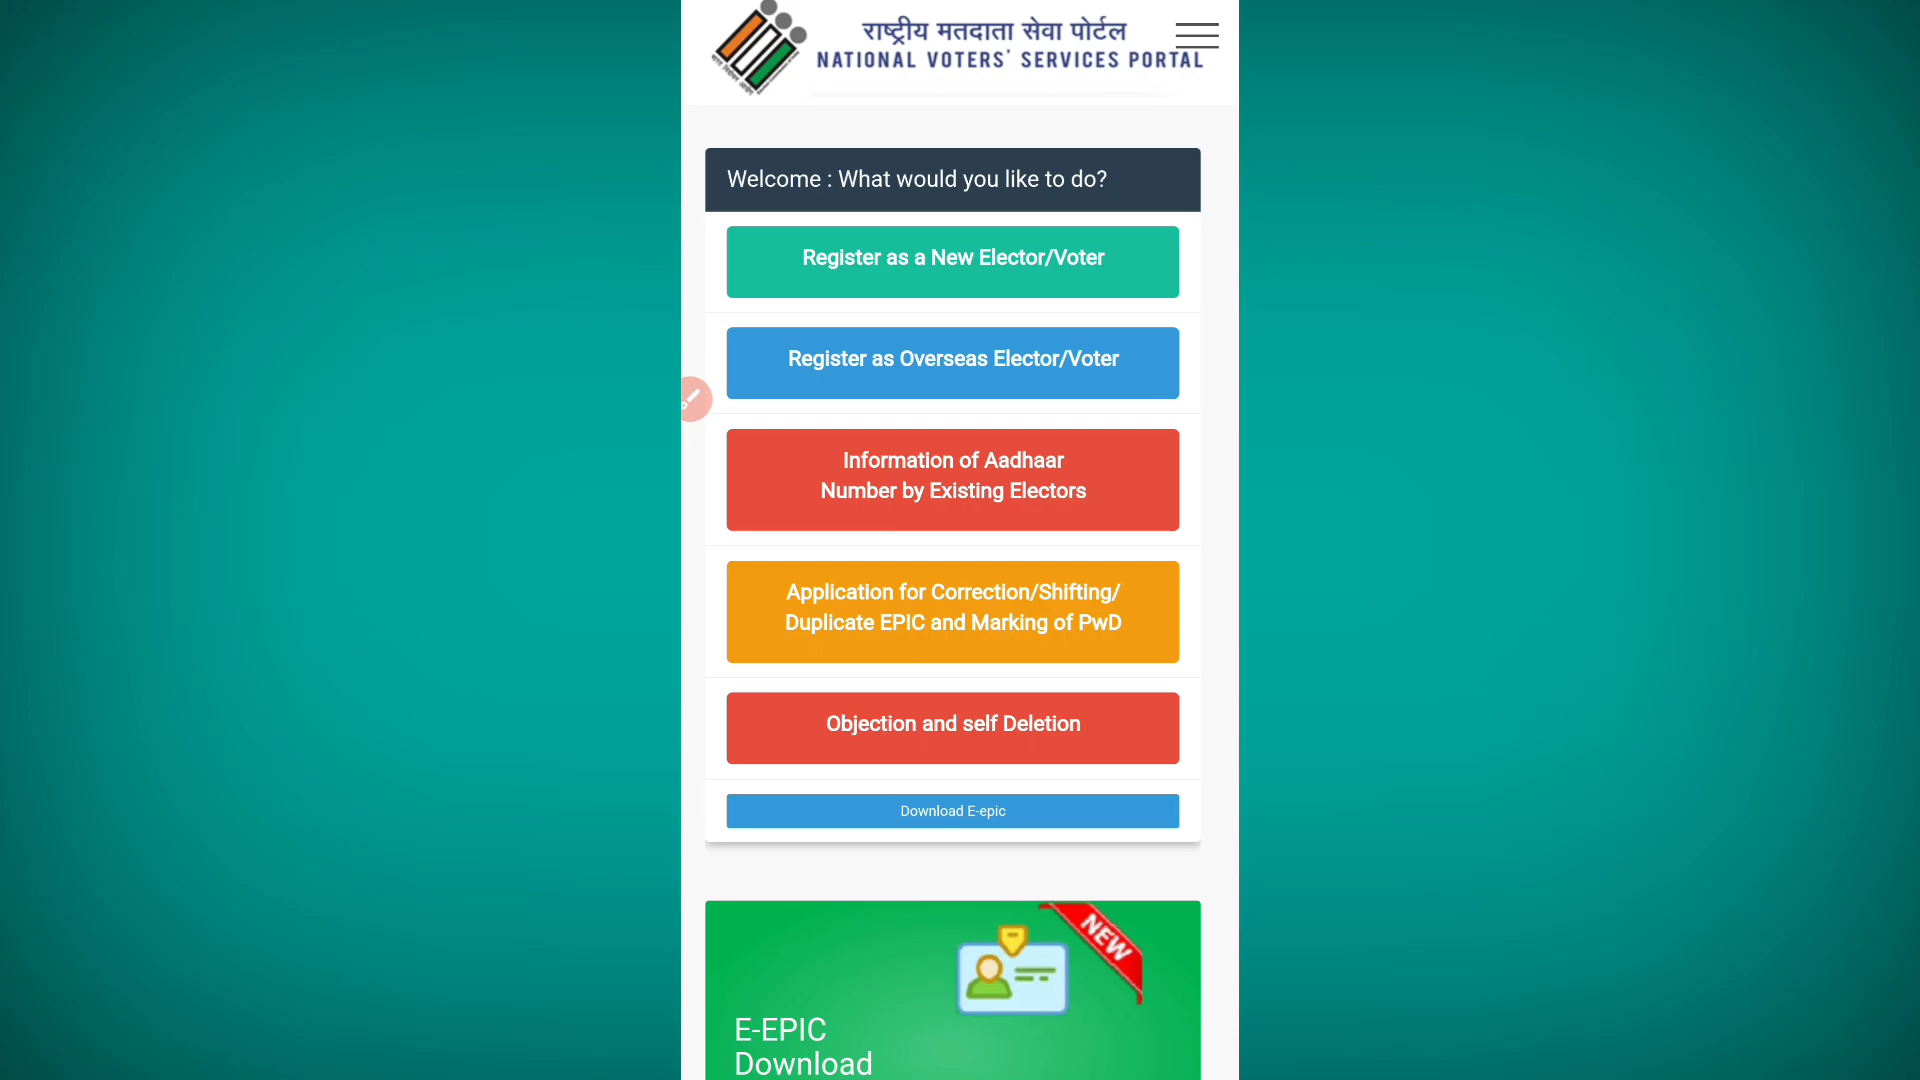 राष्ट्रीय मतदाता सेवा पोर्टल
NATIONAL VOTERS' SERVICES PORTAL
Welcome : What would you like to do?
Register as a New Elector/Voter
Register as Overseas Elector/Voter
Information of Aadhaar
Number by Existing Electors
Application for Correction/Shifting/
Duplicate EPIC and Marking of PwD
Objection and self Deletion
Download E-epic
NEW
E-EPIC
Download